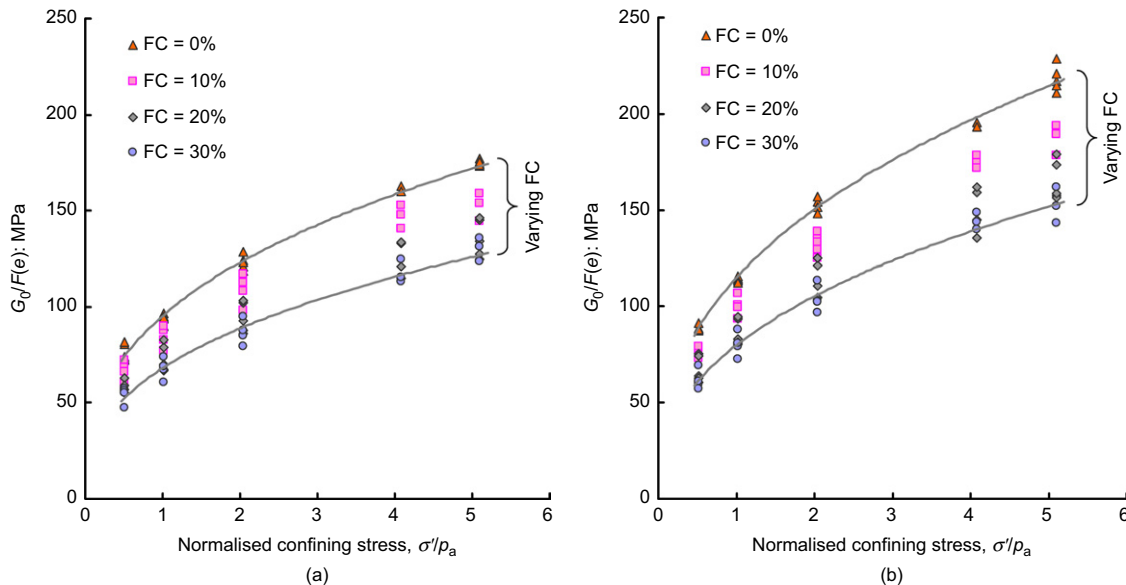 250
200
150
100
50
0
G₀/F(e): MPa
FC = 0%
FC = 10%
FC = 20%
FC = 30%
Varying FC
0 1 2 3 4 5 6
Normalised confining stress, σ′/pₐ
(a)
250
200
150
100
50
0
G₀/F(e): MPa
FC = 0%
FC = 10%
FC = 20%
FC = 30%
Varying FC
0 1 2 3 4 5 6
Normalised confining stress, σ′/pₐ
(b)